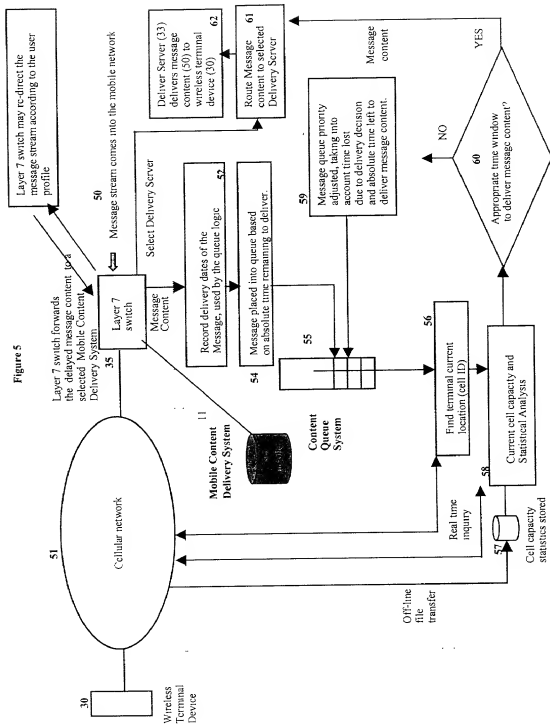 Figure 5
Layer 7 switch may re-direct the
message stream according to the user
profile
Layer 7 switch forwards
the delayed message content to a
selected Mobile Content
Delivery System
50
Message stream comes into the mobile network
35
Layer 7
switch
Select Delivery Server
Message
Content
Deliver Server (33)
delivers message
content (50) to
wireless terminal
device (30)
62
Route Message
content to selected
Delivery Server
61
Message
content
YES
51
Cellular network
30
Wireless
Terminal
Device
11
Mobile Content
Delivery System
Record delivery dates of the
Message, used by the queue logic
52
Message placed into queue based
on absolute time remaining to deliver.
54
55
Content
Queue
System
59
Message queue priority
adjusted, taking into
account time lost
due to delivery decision
and absolute time left to
deliver message content.
NO
60
Appropriate time window
to deliver message content?
Find terminal current
location (cell ID)
56
Real time
inquiry
58
Current cell capacity and
Statistical Analysis
57
Cell capacity
statistics stored
Off-line
file
transfer